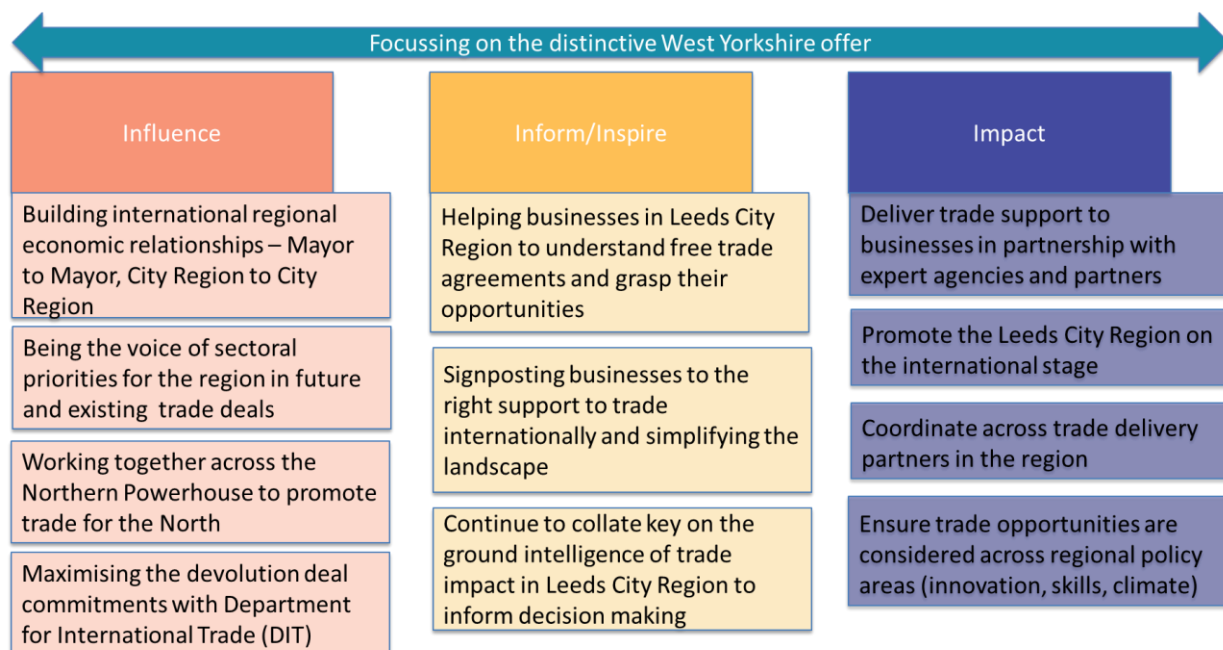 Focussing on the distinctive West Yorkshire offer
Influence
Building international regional
economic relationships – Mayor
to Mayor, City Region to City
Region
Being the voice of sectoral
priorities for the region in future
and existing  trade deals
Working together across the
Northern Powerhouse to promote
trade for the North
Maximising the devolution deal
commitments with Department
for International Trade (DIT)
Inform/Inspire
Helping businesses in Leeds City
Region to understand free trade
agreements and grasp their
opportunities
Signposting businesses to the
right support to trade
internationally and simplifying the
landscape
Continue to collate key on the
ground intelligence of trade
impact in Leeds City Region to
inform decision making
Impact
Deliver trade support to
businesses in partnership with
expert agencies and partners
Promote the Leeds City Region on
the international stage
Coordinate across trade delivery
partners in the region
Ensure trade opportunities are
considered across regional policy
areas (innovation, skills, climate)